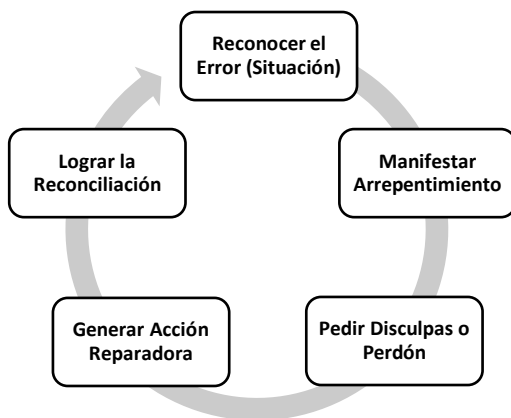 Reconocer el
Error (Situación)
Manifestar
Arrepentimiento
Pedir Disculpas o
Perdón
Generar Acción
Reparadora
Lograr la
Reconciliación